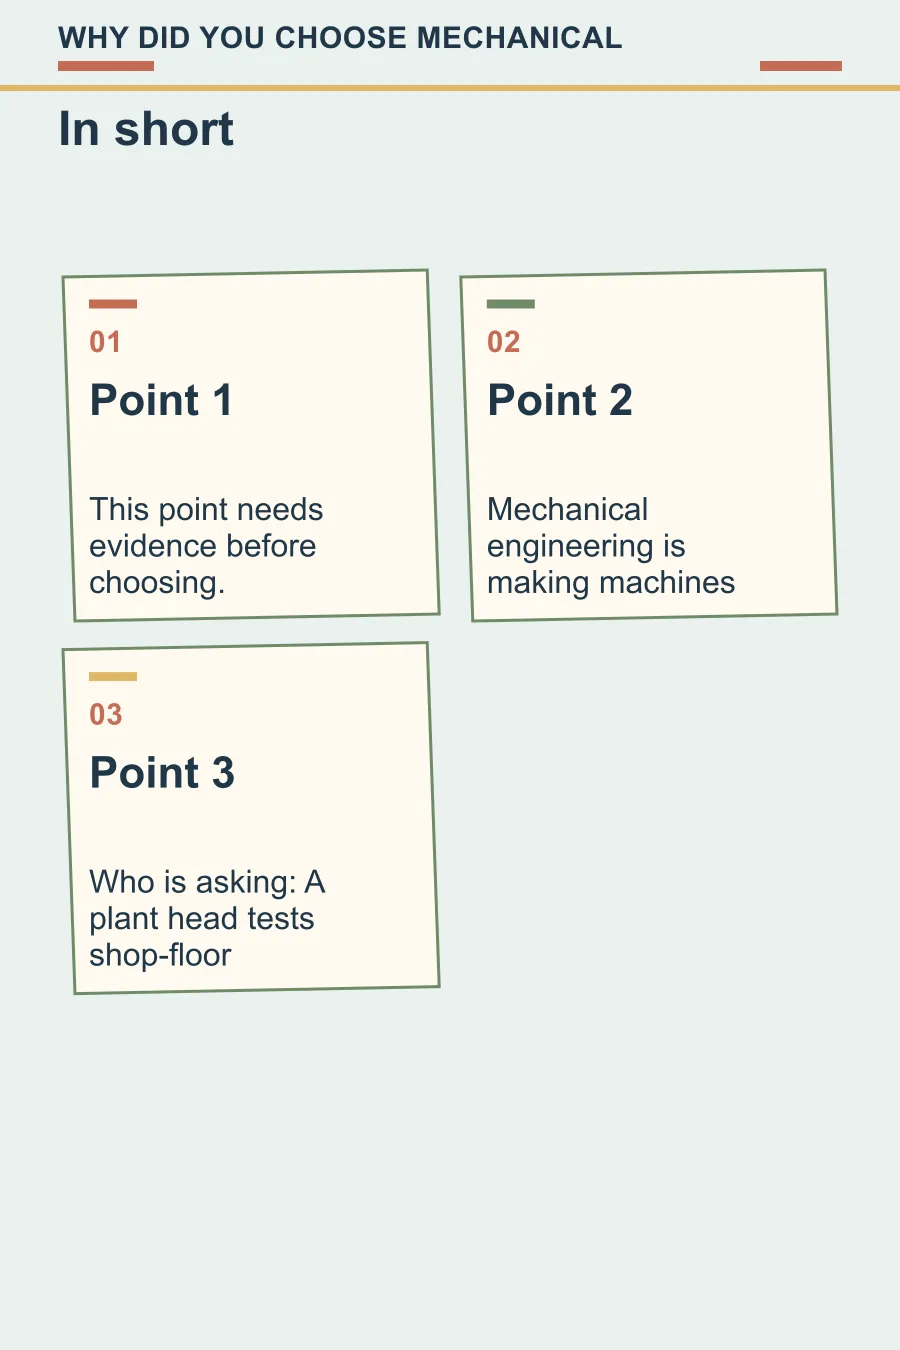 WHY DID YOU CHOOSE MECHANICAL
In short
01
Point 1
This point needs
evidence before
choosing.
02
Point 2
Mechanical
engineering is
making machines
03
Point 3
Who is asking: A
plant head tests
shop-floor